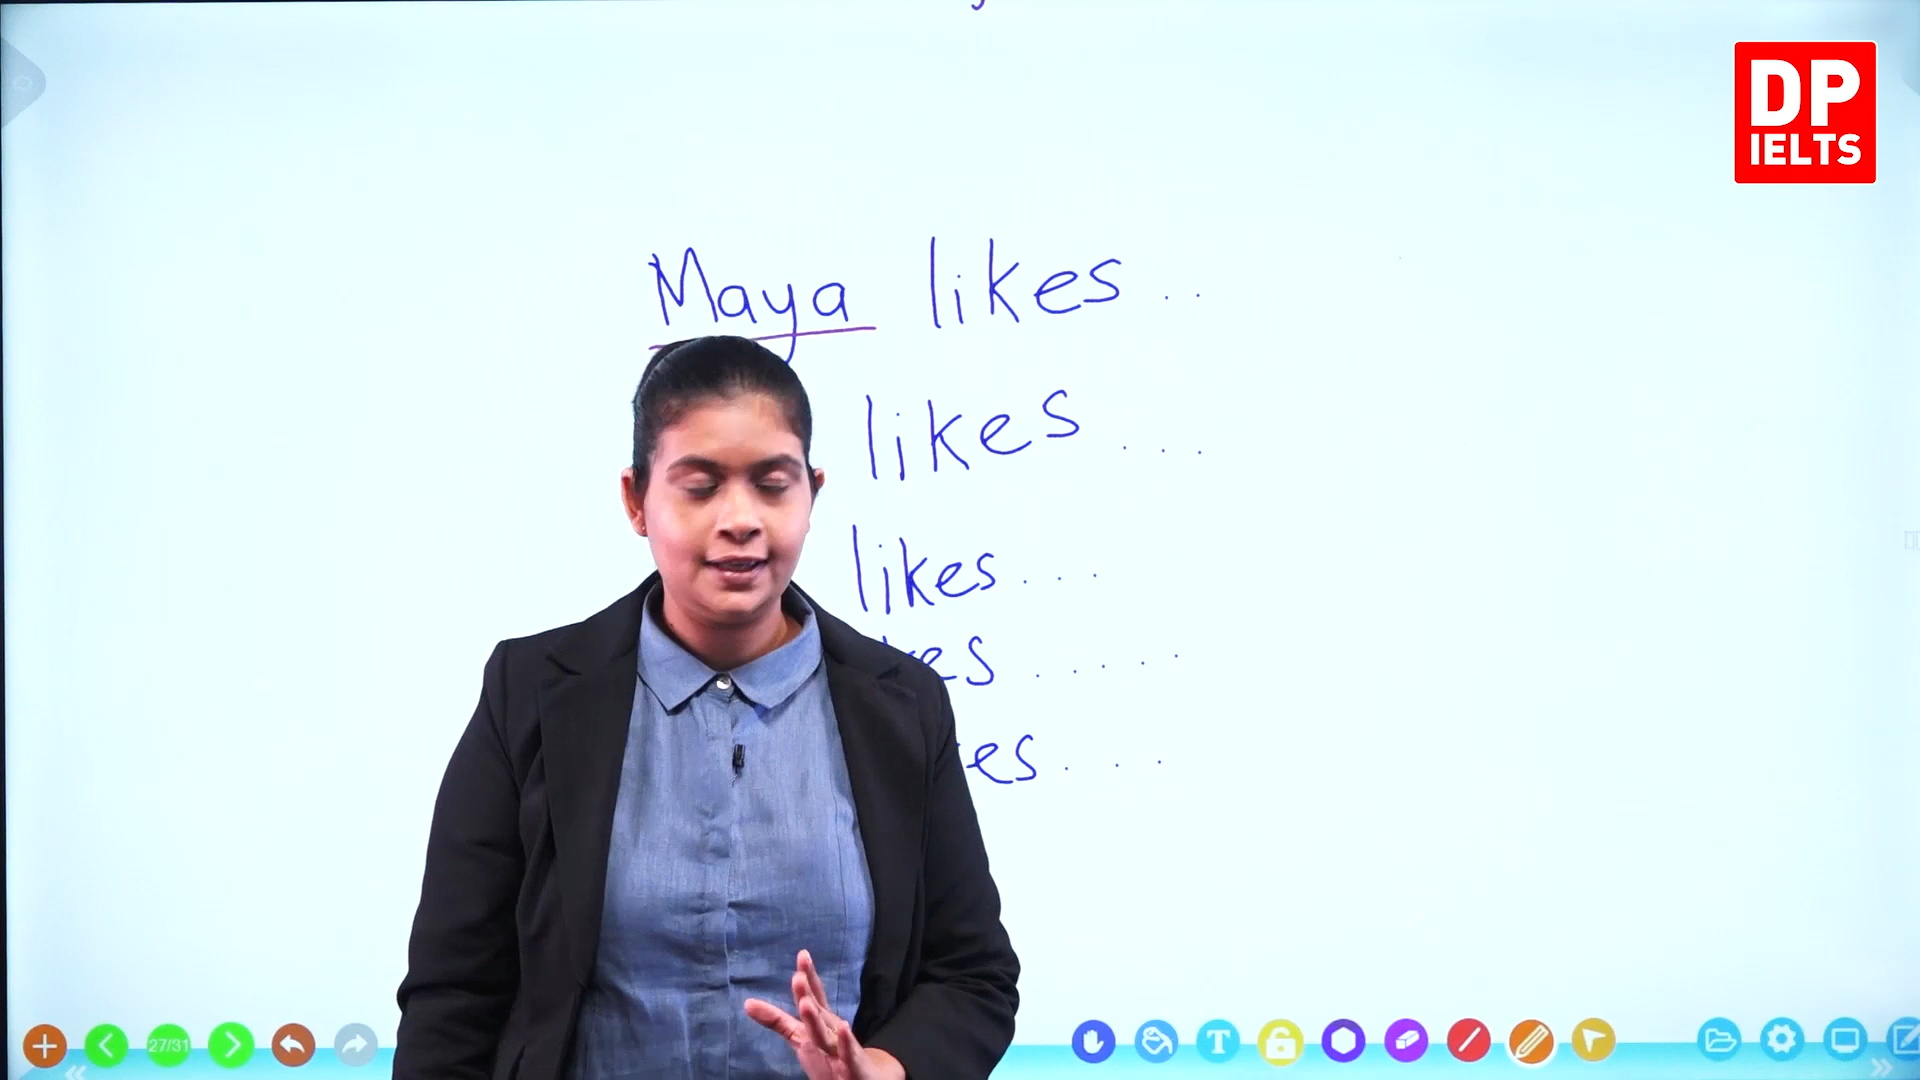 DP
IELTS
Maya likes . .
likes . . .
likes . . .
es . . . . .
es . . .
27/31
T